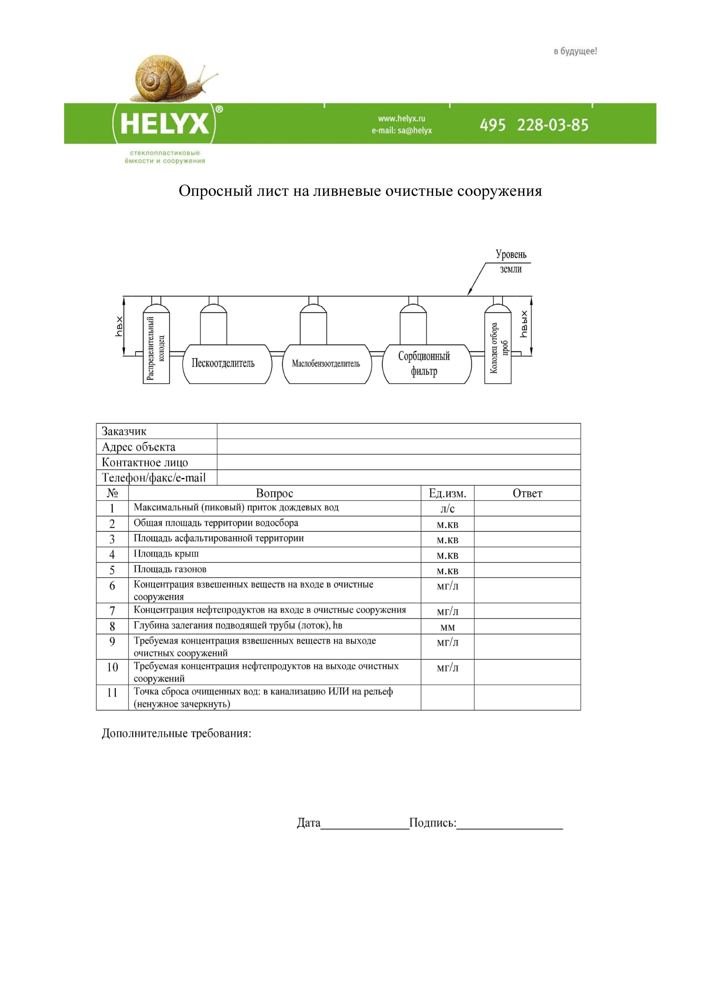 в будущее!
HELYX®
www.helyx.ru
e-mail: sa@helyx
495 228-03-85
стеклопластиковые
ёмкости и сооружения
Опросный лист на ливневые очистные сооружения
Уровень
земли
hвх
Распределительный
колодец
Пескоотделитель
Маслобензоотделитель
Сорбционный
фильтр
Колодец отбора
проб
hвых
Заказчик
Адрес объекта
Контактное лицо
Телефон/факс/e-mail
№ Вопрос Ед.изм. Ответ
1 Максимальный (пиковый) приток дождевых вод л/с
2 Общая площадь территории водосбора м.кв
3 Площадь асфальтированной территории м.кв
4 Площадь крыш м.кв
5 Площадь газонов м.кв
6 Концентрация взвешенных веществ на входе в очистные мг/л
сооружения
7 Концентрация нефтепродуктов на входе в очистные сооружения мг/л
8 Глубина залегания подводящей трубы (лоток), hв мм
9 Требуемая концентрация взвешенных веществ на выходе мг/л
очистных сооружений
10 Требуемая концентрация нефтепродуктов на выходе очистных мг/л
сооружений
11 Точка сброса очищенных вод: в канализацию ИЛИ на рельеф
(ненужное зачеркнуть)
Дополнительные требования:
Дата______________Подпись:_________________